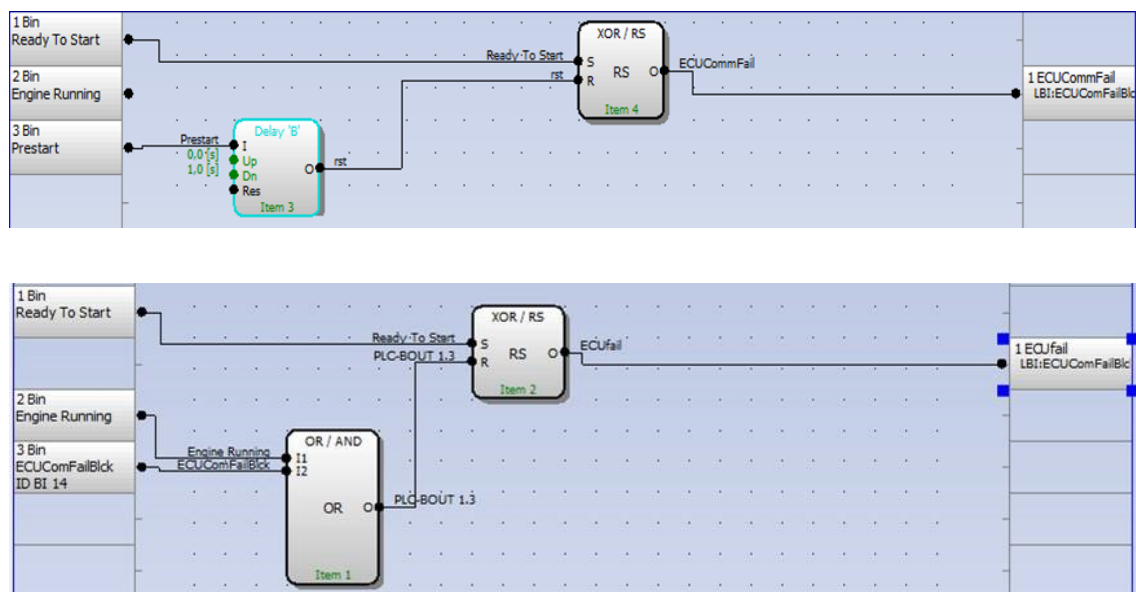 1 Bin
Ready To Start
XOR / RS
Ready To Start
S
ECUCommFail
rst
R
RS
O
2 Bin
Engine Running
1 ECUCommFail
LBI:ECUComFailBlc
Item 4
3 Bin
Prestart
Delay 'B'
Prestart
I
0,0 [s]
Up
1,0 [s]
Dn
O
rst
Res
Item 3
1 Bin
Ready To Start
XOR / RS
Ready To Start
S
ECUfail
PLC-BOUT 1.3
R
RS
O
1 ECUfail
LBI:ECUComFailBlc
Item 2
2 Bin
Engine Running
OR / AND
3 Bin
ECUComFailBlck
ID BI 14
Engine Running
I1
ECUComFailBlck
I2
PLC-BOUT 1.3
OR
O
Item 1